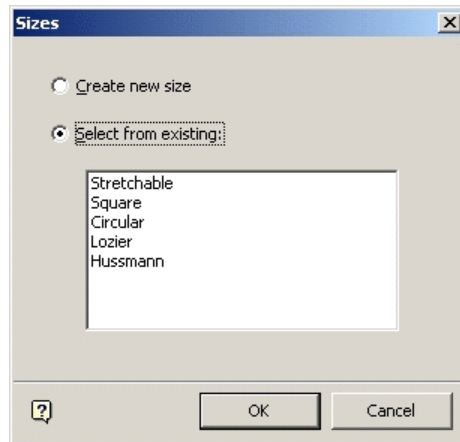 Sizes
Create new size
Select from existing:
Stretchable
Square
Circular
Lozier
Hussmann
OK Cancel